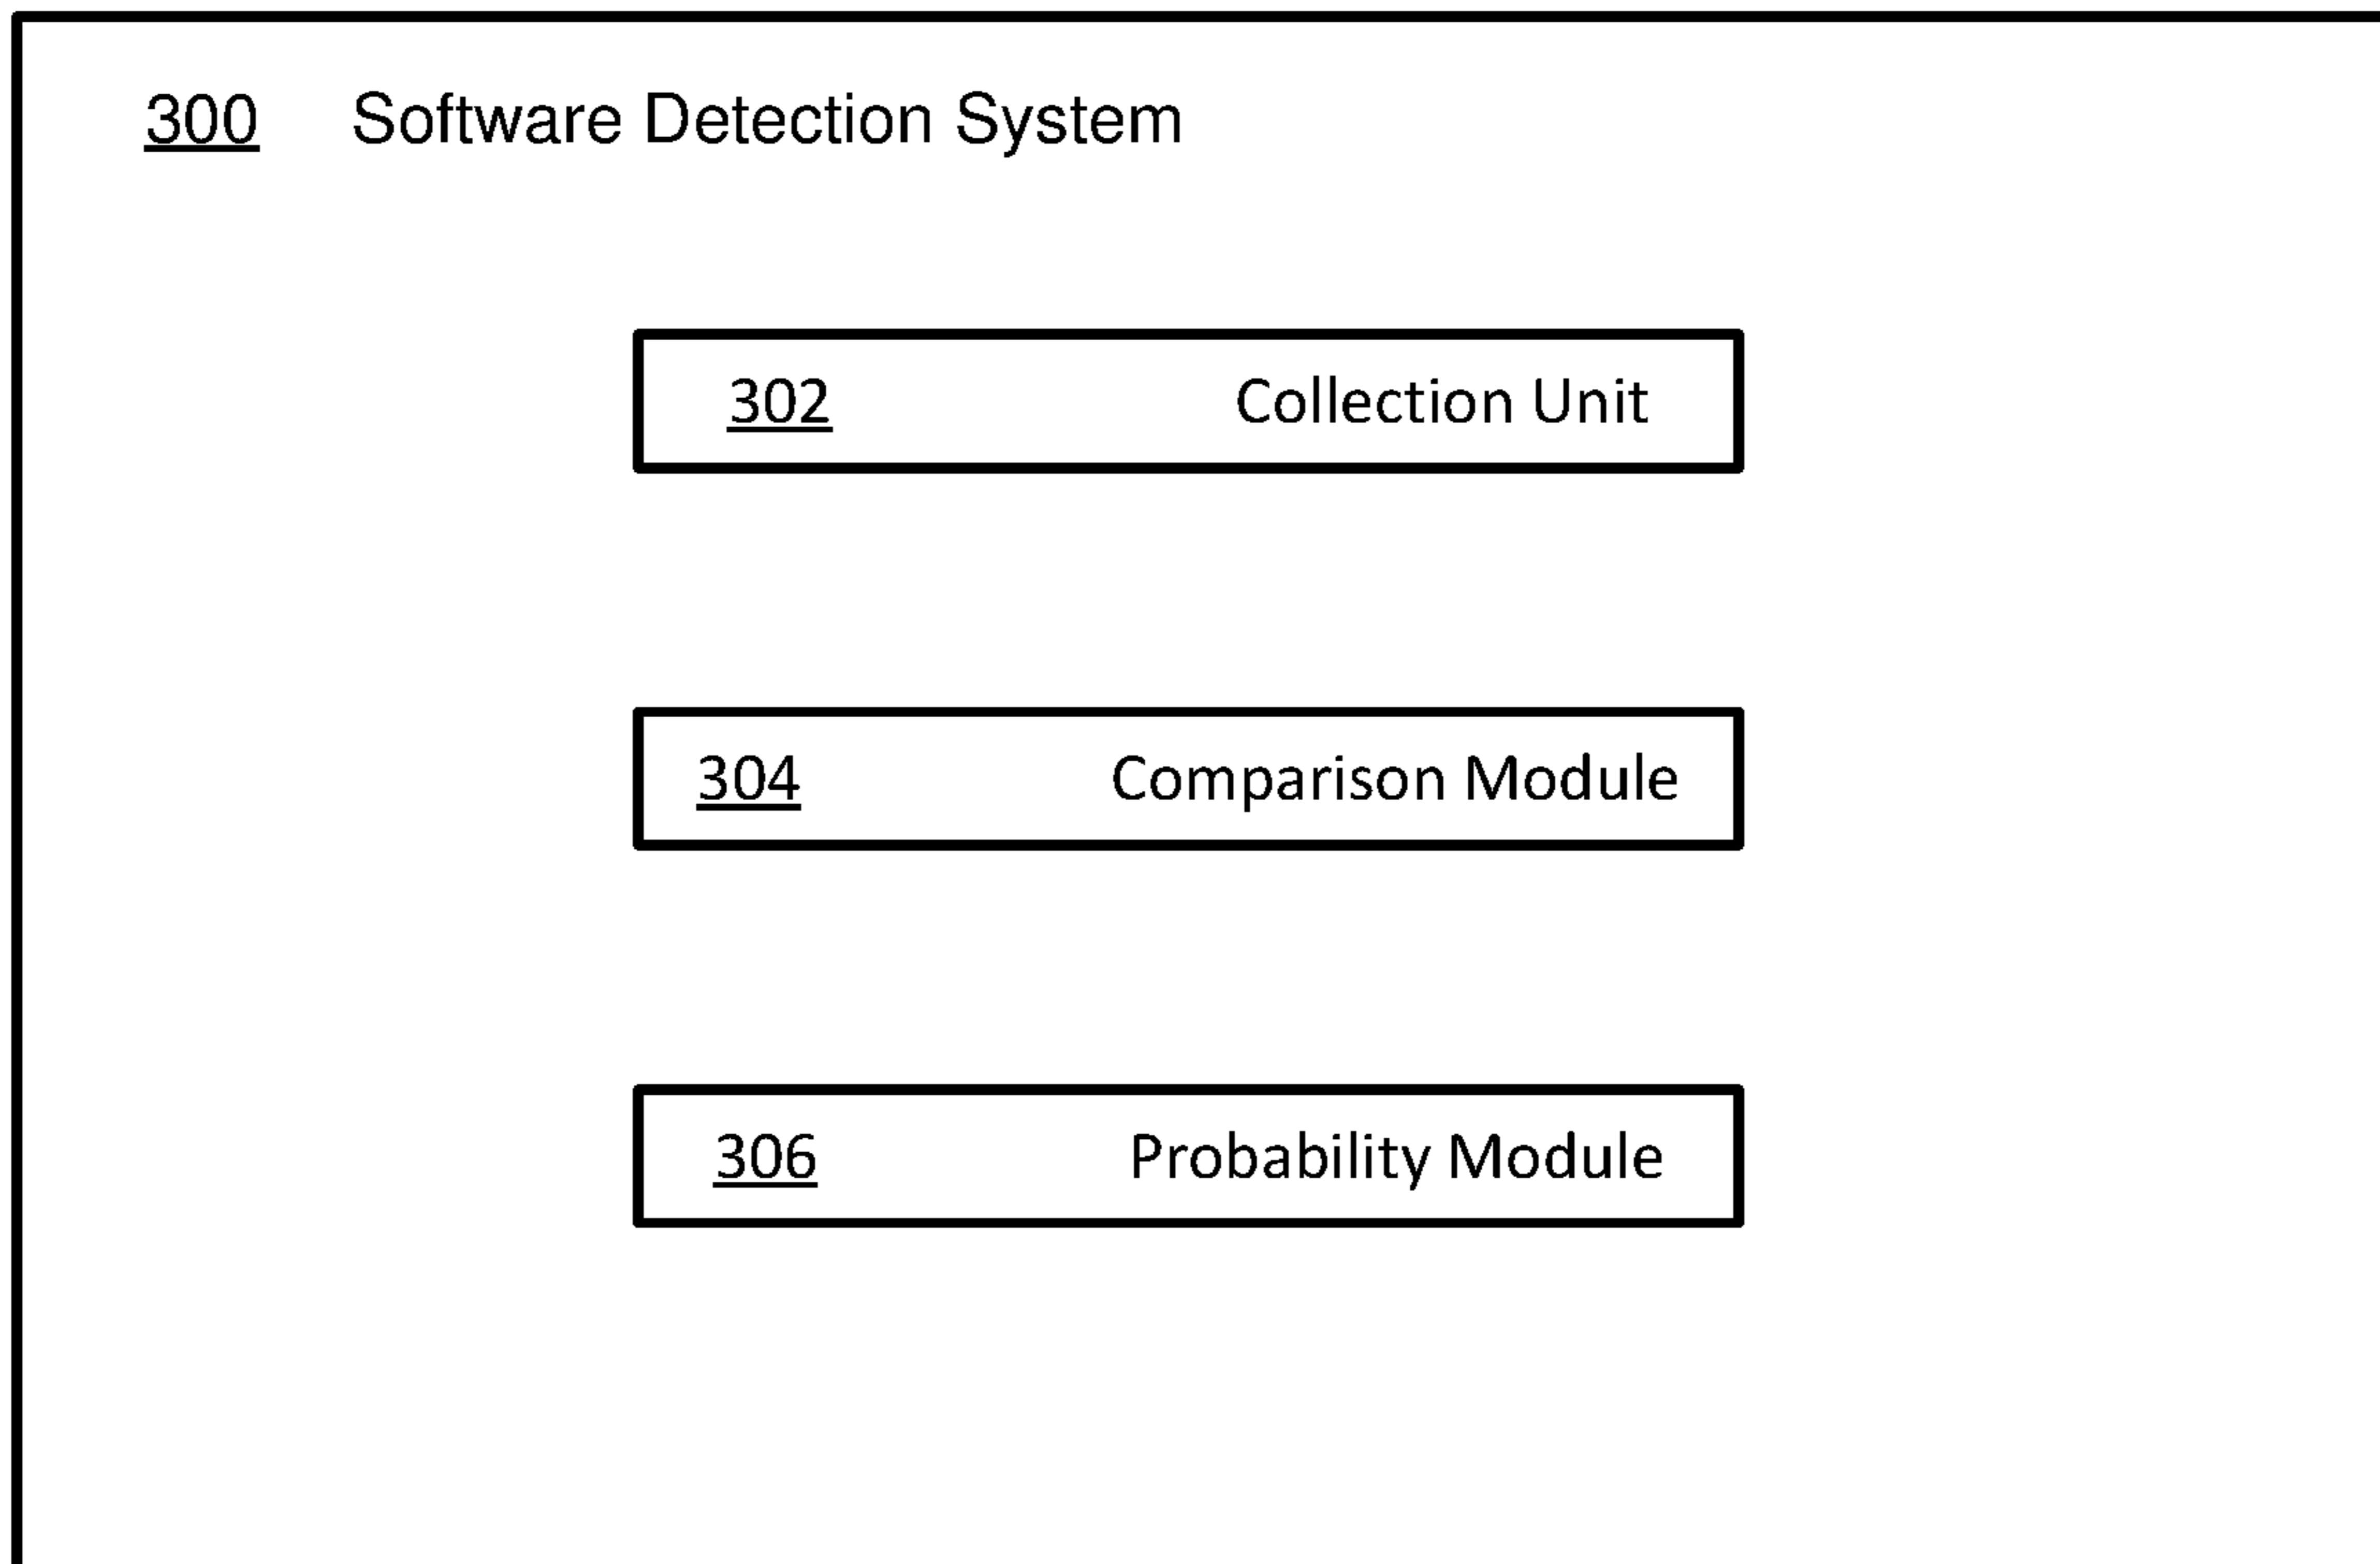 300 Software Detection System
302 Collection Unit
304 Comparison Module
306 Probability Module